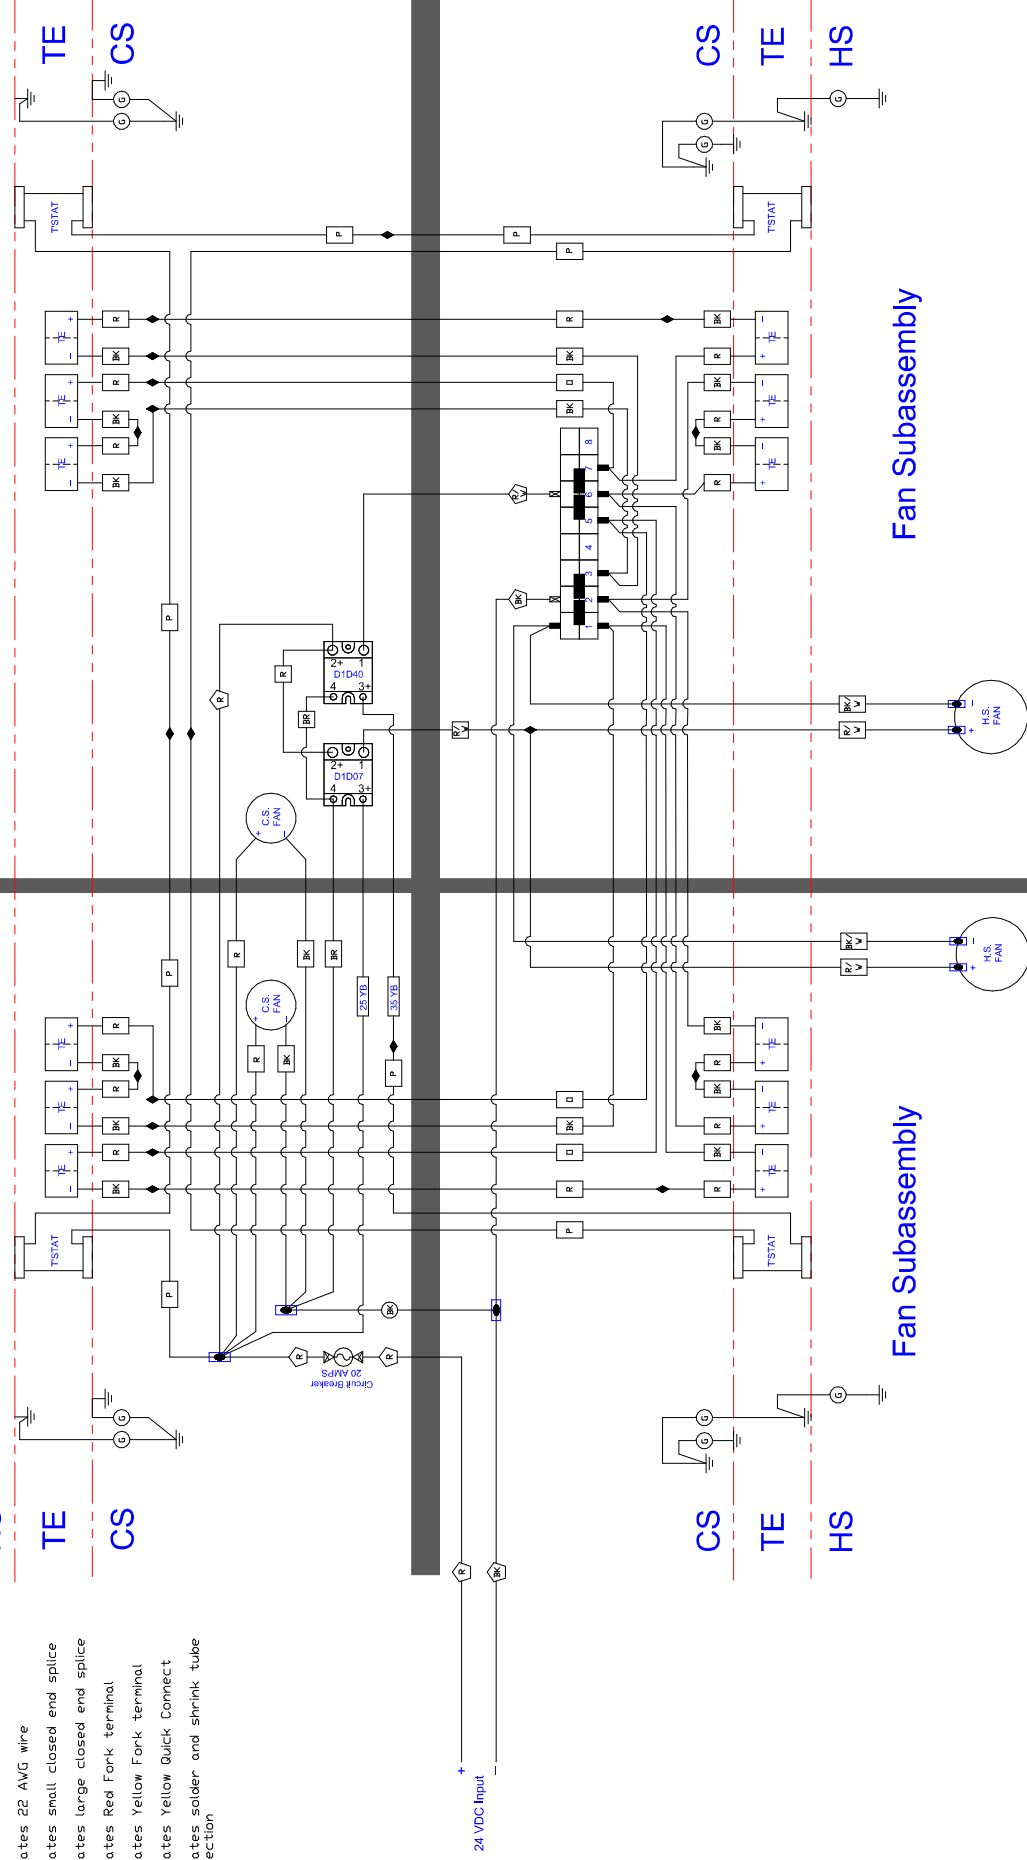 TE
CS
CS
TE
HS
G
G
G
G
G
T'STAT
T'STAT
P
P
P
TE
+
−
R
BK
R
BK
R
BK
TE
+
−
R
BK
R
BK
TE
+
−
R
BK
BK
R
BK
R
BK
R
TE
−
+
TE
−
+
TE
−
+
Fan Subassembly
8
7
6
5
4
3
2
1
R/W
BK
P
R
R
BR
2+ 1
D1D40
4 3+
2+ 1
D1D07
4 3+
R/W
BK/W
R/W
H.S.
FAN
+
−
C.S.
FAN
+
−
R
BK
BR
P
25 YB
35 YB
C.S.
FAN
+
−
R
BK
P
BK/W
R/W
H.S.
FAN
−
+
TE
+
−
TE
+
−
TE
+
−
R
BK
R
BK
R
BK
BK
R
BK
R
BK
R
BK
R
TE
−
+
TE
−
+
TE
−
+
Fan Subassembly
T'STAT
T'STAT
P
P
BK
R
R
Circuit Breaker
20 AMPS
G
G
G
G
G
TE
CS
CS
TE
HS
R
BK
+
−
24 VDC Input
ates 22 AWG wire
ates small closed end splice
ates large closed end splice
ates Red Fork terminal
ates Yellow Fork terminal
ates Yellow Quick Connect
ates solder and shrink tube
ection